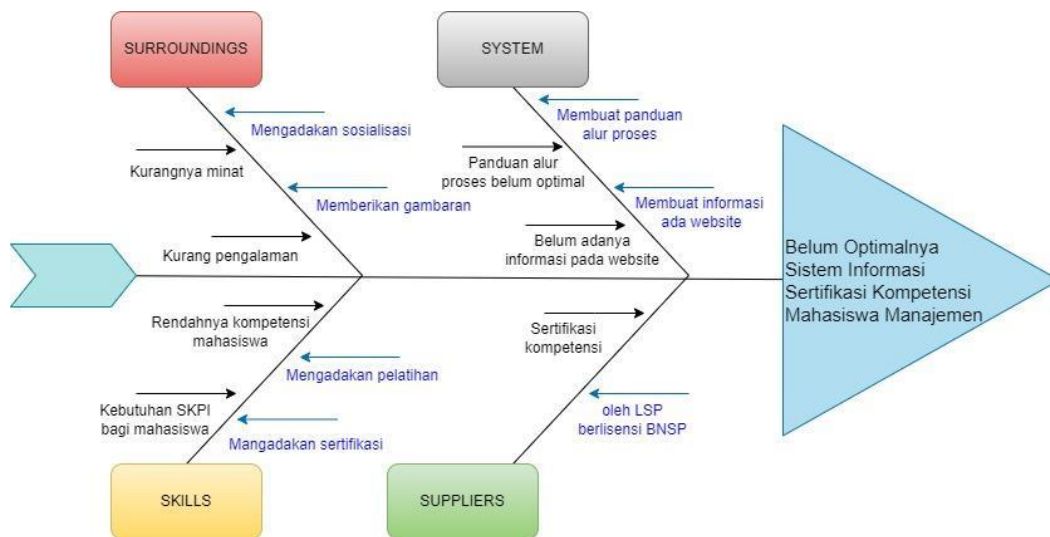 SURROUNDINGS
Mengadakan sosialisasi
Kurangnya minat
Memberikan gambaran
Kurang pengalaman
SYSTEM
Membuat panduan
alur proses
Panduan alur
proses belum optimal
Membuat informasi
ada website
Belum adanya
informasi pada website
Belum Optimalnya
Sistem Informasi
Sertifikasi Kompetensi
Mahasiswa Manajemen
Rendahnya kompetensi
mahasiswa
Mengadakan pelatihan
Kebutuhan SKPI
bagi mahasiswa
Mangadakan sertifikasi
SKILLS
Sertifikasi
kompetensi
oleh LSP
berlisensi BNSP
SUPPLIERS